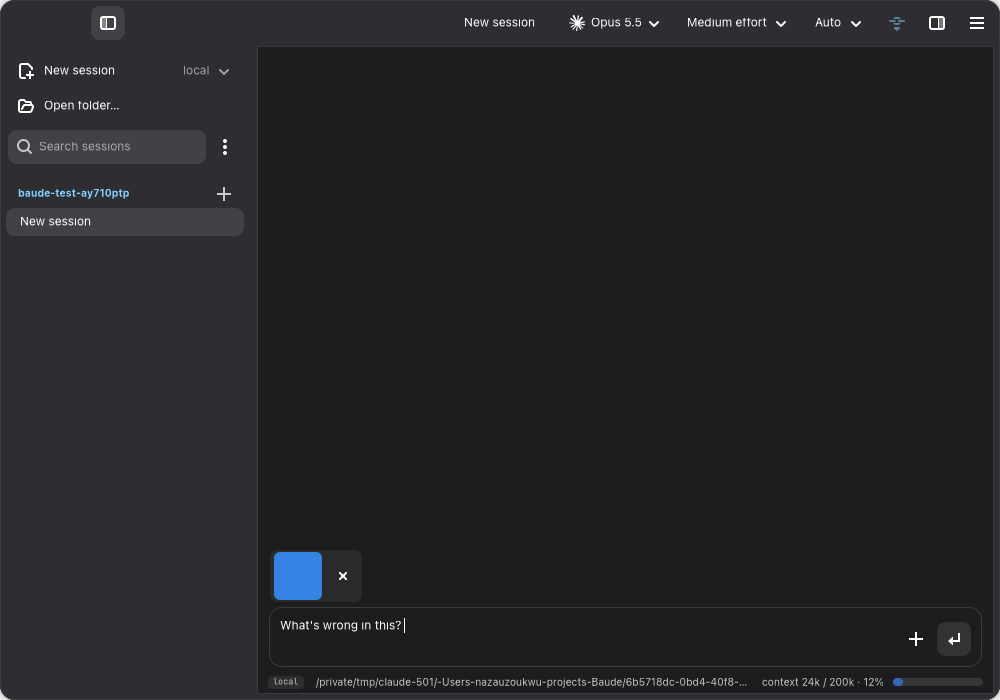 New session Opus 5.5 Medium effort Auto
New session local
Open folder...
Search sessions
baude-test-ay710ptp
New session
What's wrong in this?
local /private/tmp/claude-501/-Users-nazauzoukwu-projects-Baude/6b5718dc-0bd4-40f8-... context 24k / 200k · 12%